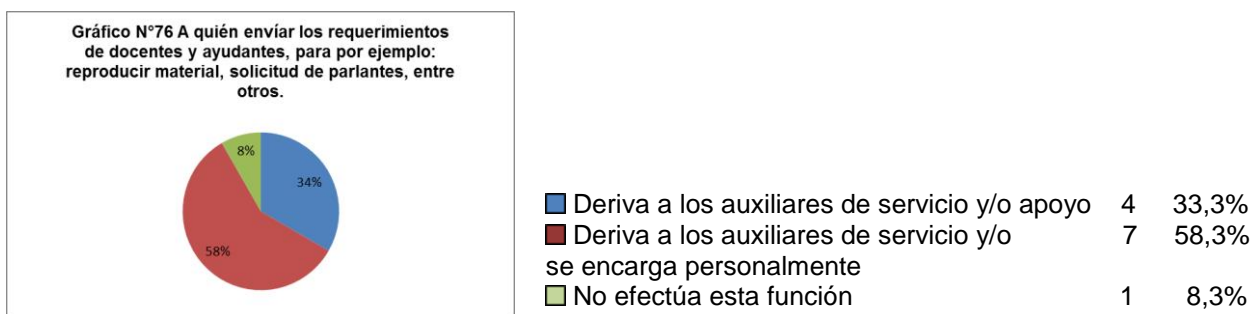 Gráfico N°76 A quién envíar los requerimientos
de docentes y ayudantes, para por ejemplo:
reproducir material, solicitud de parlantes, entre
otros.
8%
34%
58%
Deriva a los auxiliares de servicio y/o apoyo 4 33,3%
Deriva a los auxiliares de servicio y/o 7 58,3%
se encarga personalmente
No efectúa esta función 1 8,3%